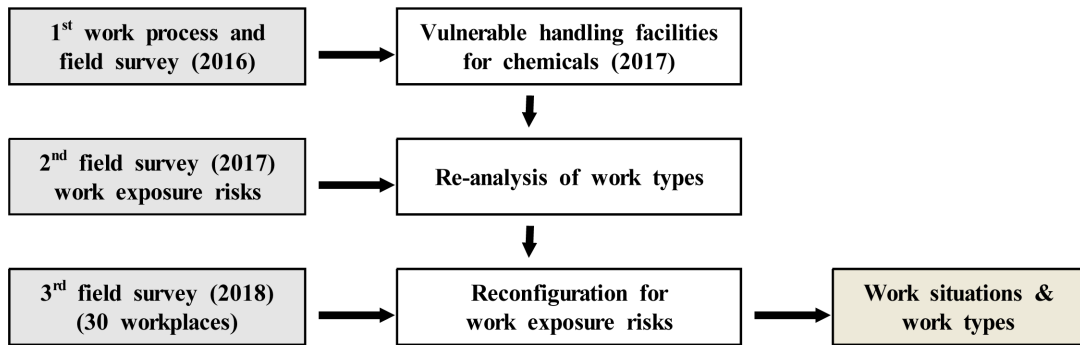 1st work process and
field survey (2016)
Vulnerable handling facilities
for chemicals (2017)
2nd field survey (2017)
work exposure risks
Re-analysis of work types
3rd field survey (2018)
(30 workplaces)
Reconfiguration for
work exposure risks
Work situations &
work types